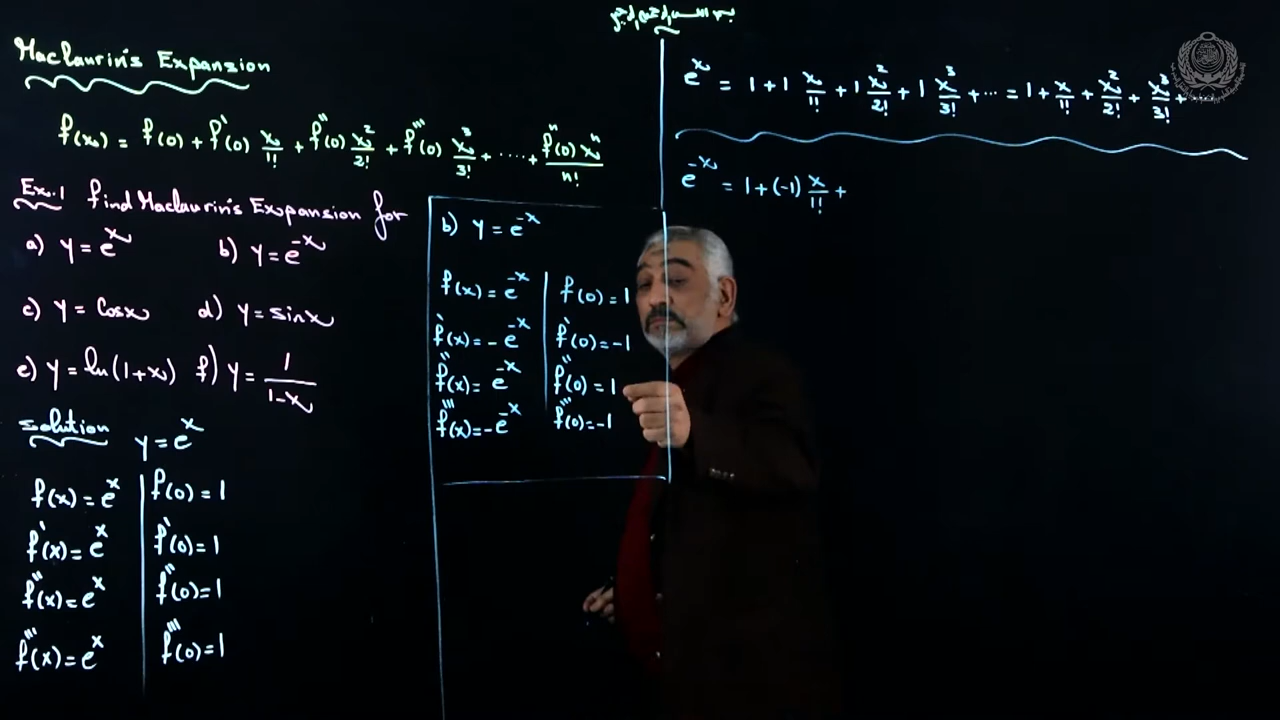 Maclaurin's Expansion
f(x) = f(0) + f'(0) x/1! + f''(0) x²/2! + f'''(0) x³/3! + .... + fⁿ(0) xⁿ/n!
Ex.1 find Maclaurin's Expansion for
a) y = eˣ b) y = e⁻ˣ
c) y = Cosx d) y = sinx
e) y = ln(1+x) f) y = 1/1-x
solution y = eˣ
f(x) = eˣ f(0) = 1
f'(x) = eˣ f'(0) = 1
f''(x) = eˣ f''(0) = 1
f'''(x) = eˣ f'''(0) = 1
b) y = e⁻ˣ
f(x) = e⁻ˣ f(0) = 1
f'(x) = - e⁻ˣ f'(0) = -1
f''(x) = e⁻ˣ f''(0) = 1
f'''(x) = - e⁻ˣ f'''(0) = -1
eˣ = 1 + 1 x/1! + 1 x²/2! + 1 x³/3! + ... = 1 + x/1! + x²/2! + x³/3! +
e⁻ˣ = 1 + (-1) x/1! +